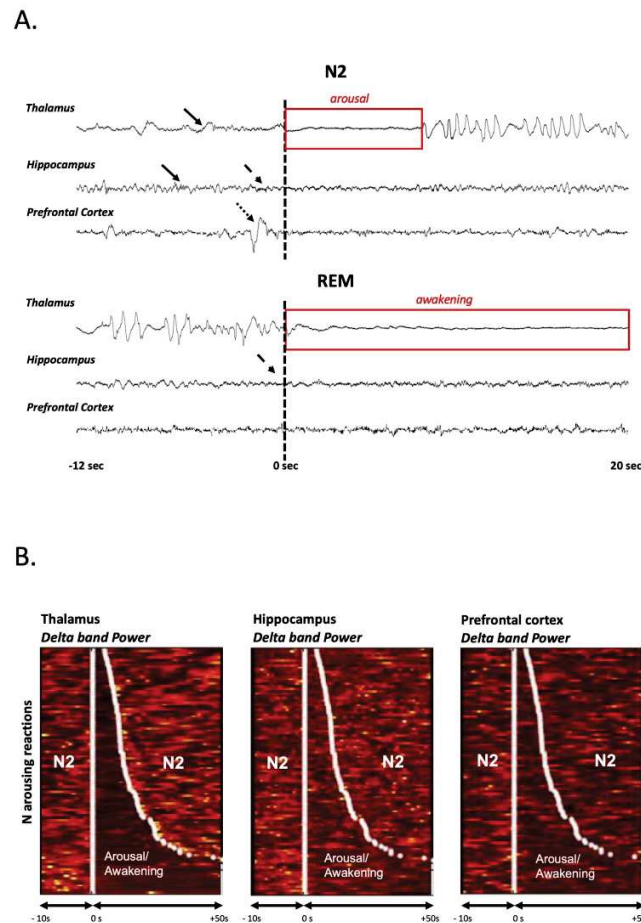 A.
N2
Thalamus
arousal
Hippocampus
Prefrontal Cortex
REM
Thalamus
awakening
Hippocampus
Prefrontal Cortex
-12 sec 0 sec 20 sec
B.
Thalamus Hippocampus Prefrontal cortex
Delta band Power Delta band Power Delta band Power
N arousing reactions
N2 N2 N2 N2 N2 N2
Arousal/ Arousal/ Arousal/
Awakening Awakening Awakening
- 10s 0 s +50s -10s 0 s +50s -10s 0 s +50s